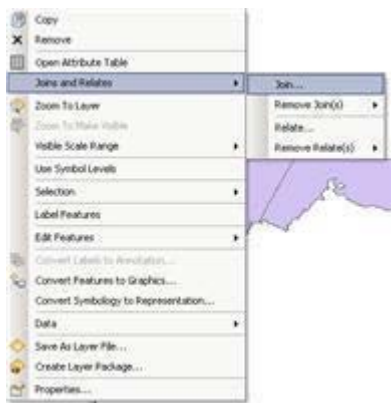 Copy
Remove
Open Attribute Table
Joins and Relates
Join...
Remove Join(s)
Relate...
Remove Relate(s)
Zoom To Layer
Zoom To Make Visible
Visible Scale Range
Use Symbol Levels
Selection
Label Features
Edit Features
Convert Labels to Annotation...
Convert Features to Graphics...
Convert Symbology to Representation...
Data
Save As Layer File...
Create Layer Package...
Properties...